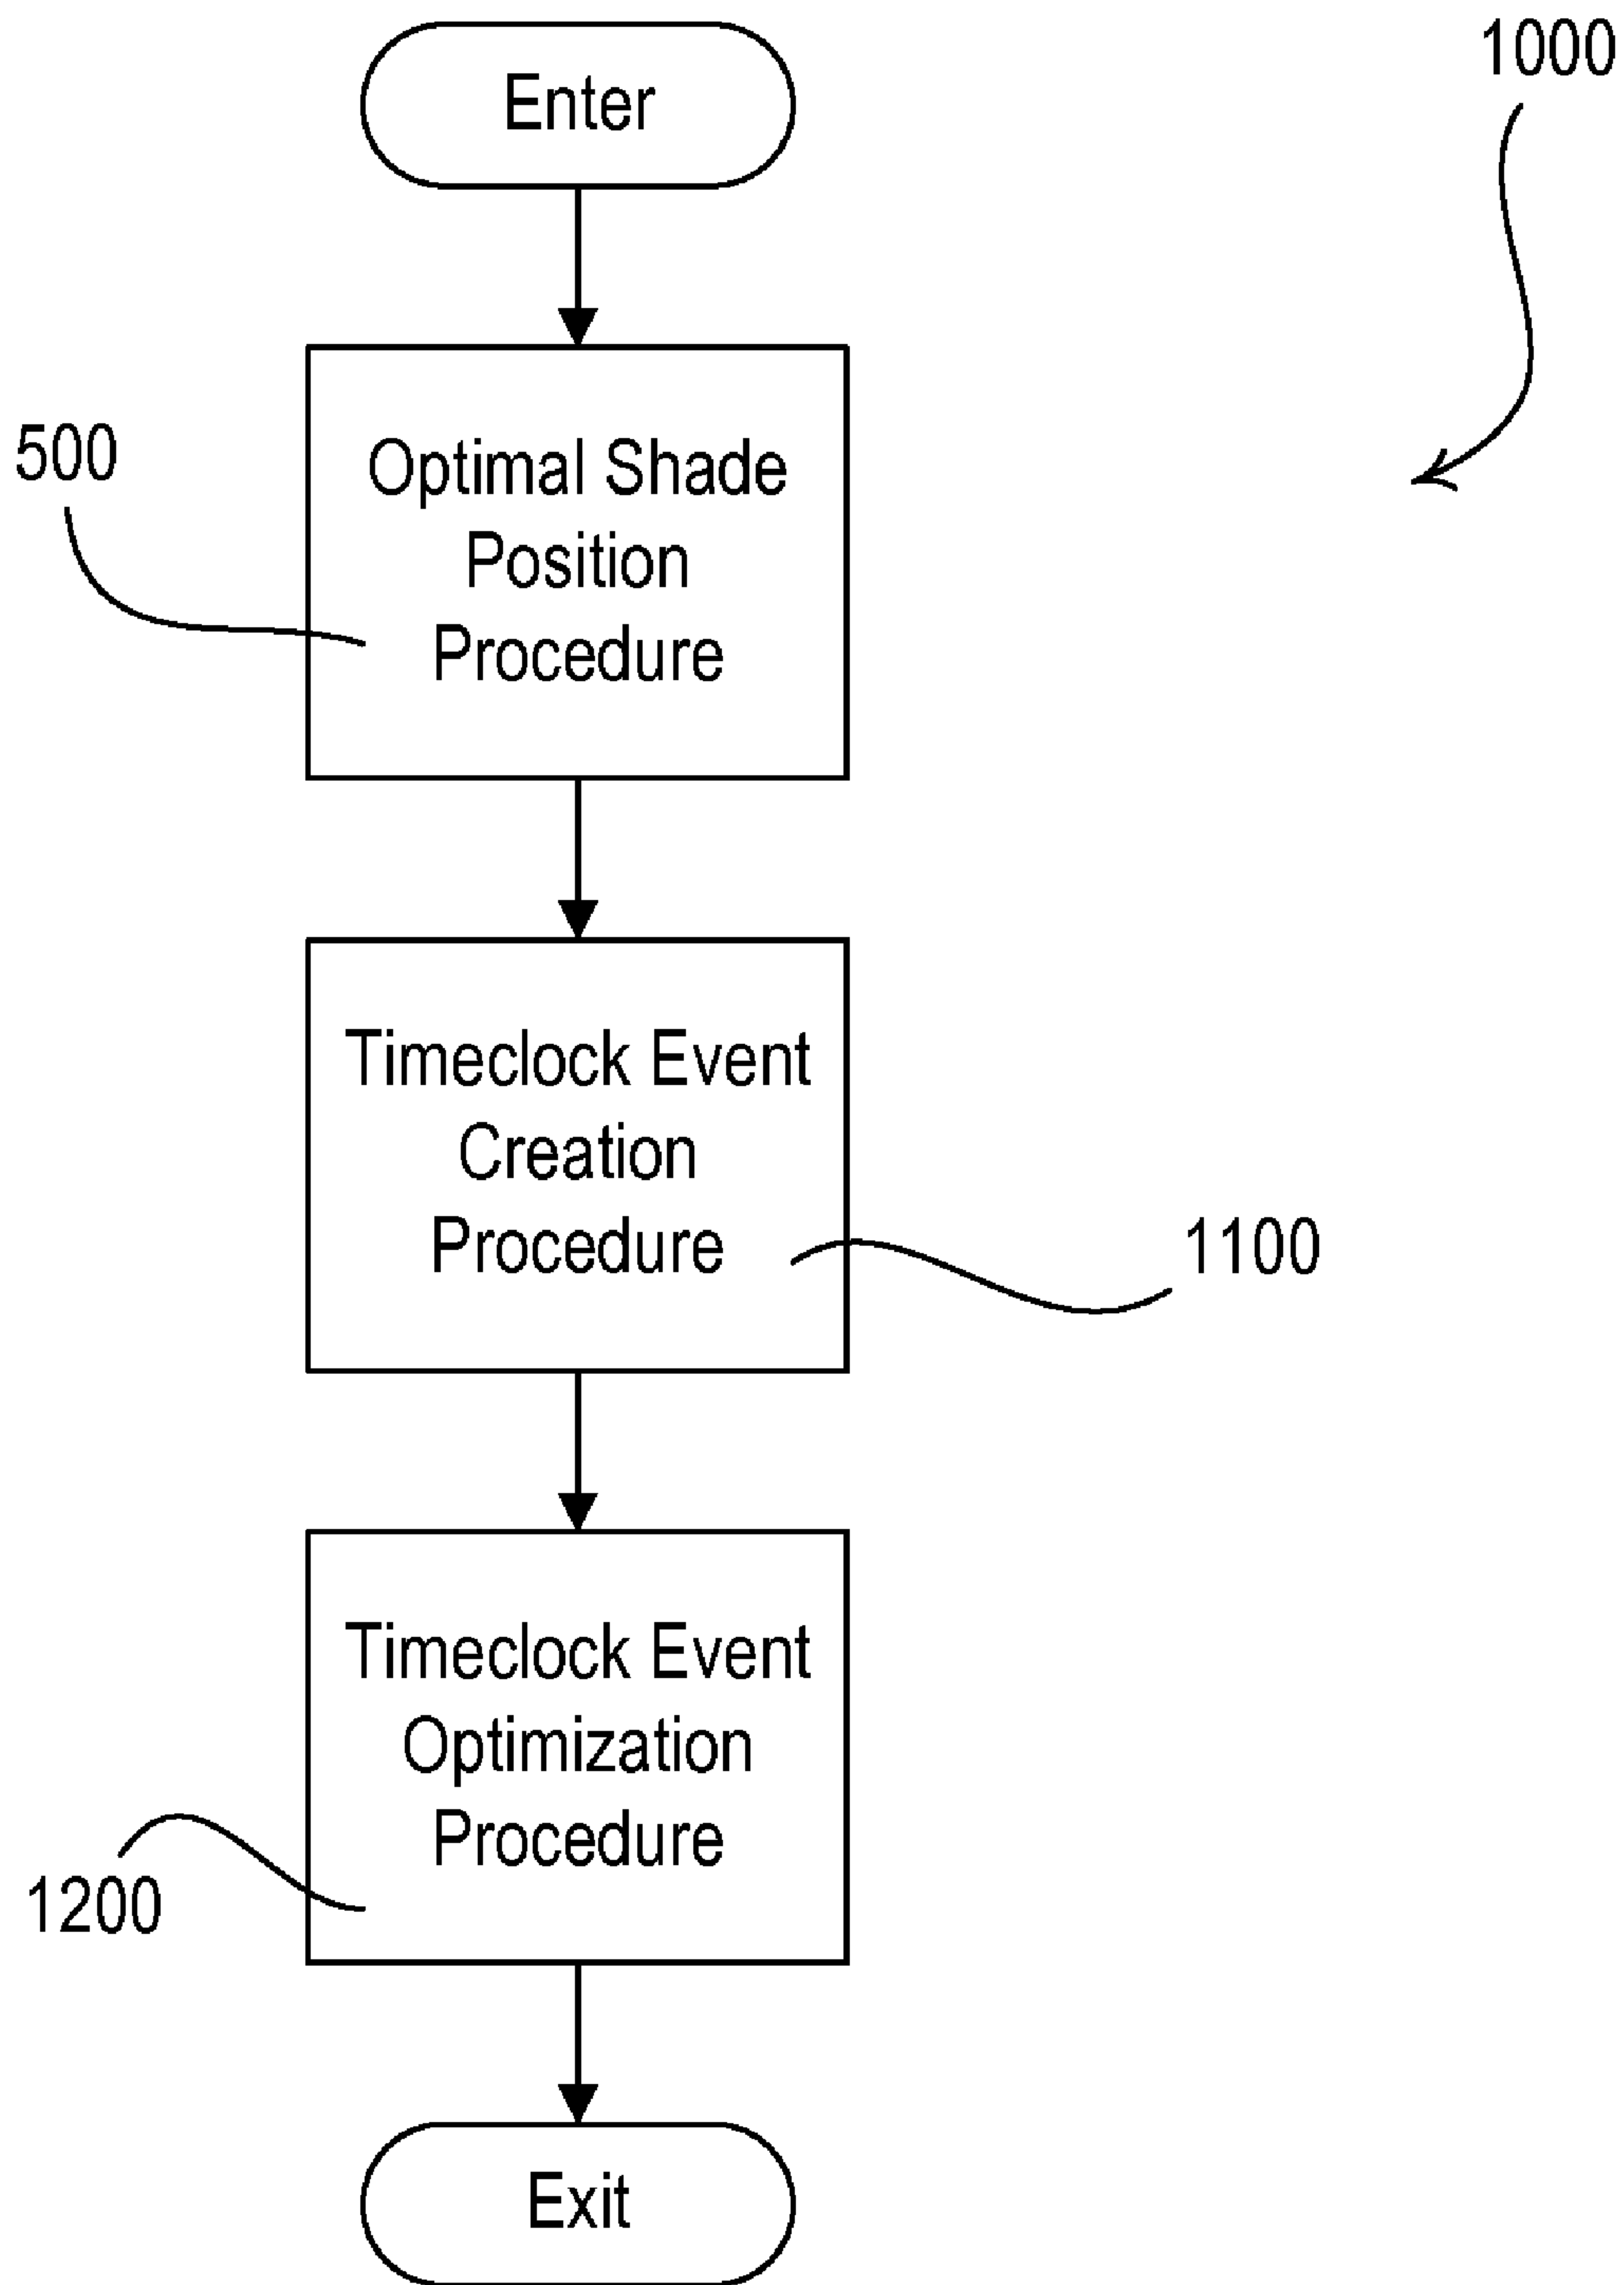 Enter
1000
500
Optimal Shade
Position
Procedure
Timeclock Event
Creation
Procedure
1100
Timeclock Event
Optimization
Procedure
1200
Exit